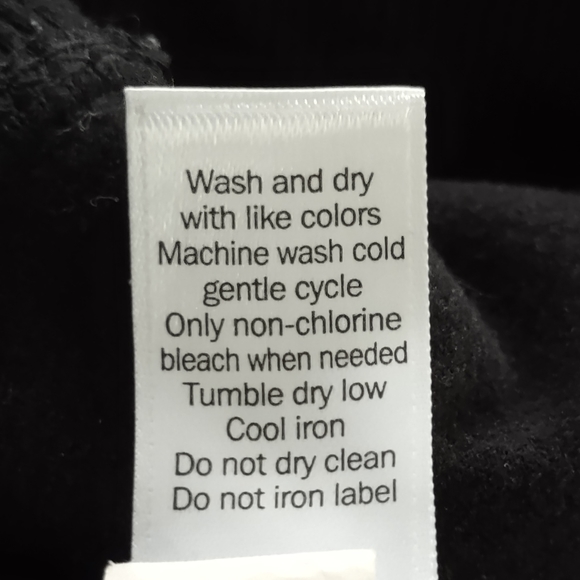 Wash and dry
with like colors
Machine wash cold
gentle cycle
Only non-chlorine
bleach when needed
Tumble dry low
Cool iron
Do not dry clean
Do not iron label